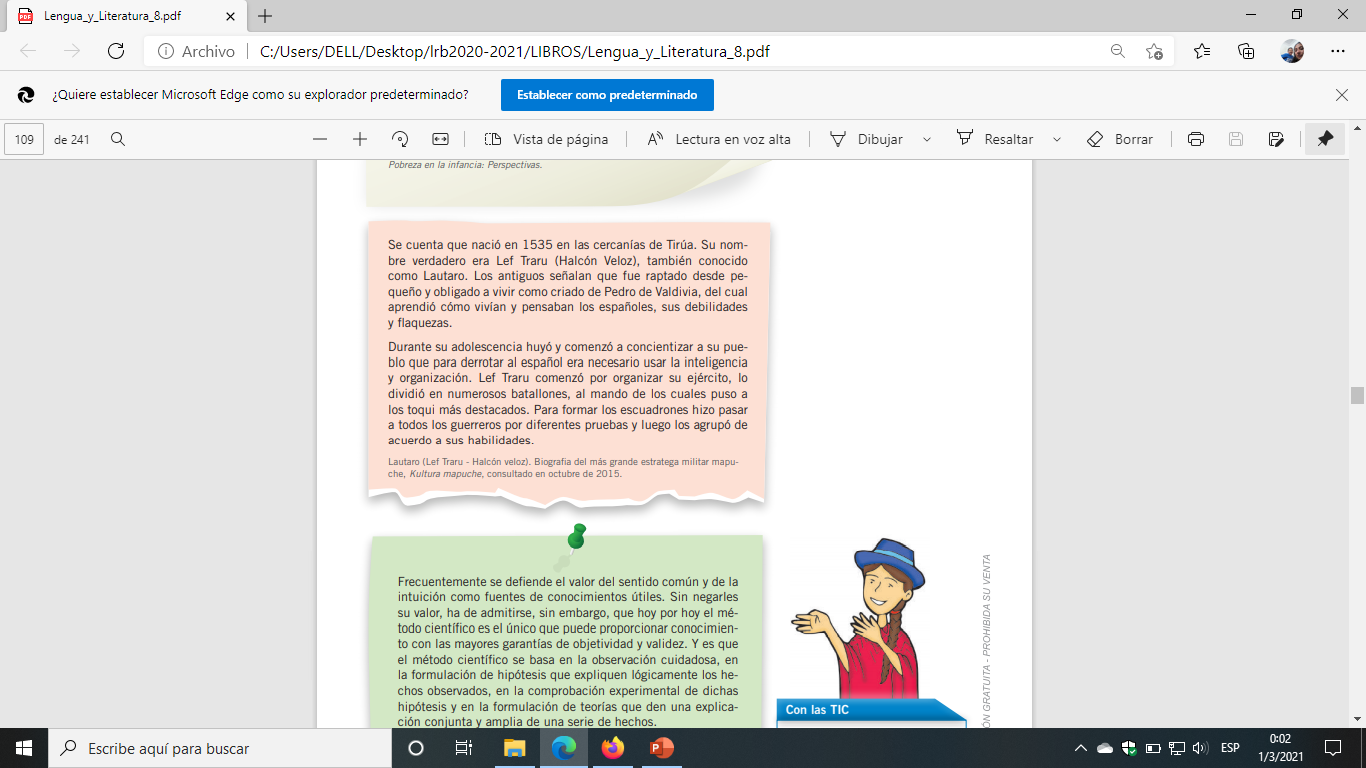 Lengua_y_Literatura_8.pdf
Archivo
C:/Users/DELL/Desktop/lrb2020-2021/LIBROS/Lengua_y_Literatura_8.pdf
¿Quiere establecer Microsoft Edge como su explorador predeterminado?
Establecer como predeterminado
109 de 241
Vista de página
Lectura en voz alta
Dibujar
Resaltar
Borrar
Pobreza en la infancia: Perspectivas.
Se cuenta que nació en 1535 en las cercanías de Tirúa. Su nom-
bre verdadero era Lef Traru (Halcón Veloz), también conocido
como Lautaro. Los antiguos señalan que fue raptado desde pe-
queño y obligado a vivir como criado de Pedro de Valdivia, del cual
aprendió cómo vivían y pensaban los españoles, sus debilidades
y flaquezas.
Durante su adolescencia huyó y comenzó a concientizar a su pue-
blo que para derrotar al español era necesario usar la inteligencia
y organización. Lef Traru comenzó por organizar su ejército, lo
dividió en numerosos batallones, al mando de los cuales puso a
los toqui más destacados. Para formar los escuadrones hizo pasar
a todos los guerreros por diferentes pruebas y luego los agrupó de
acuerdo a sus habilidades.
Lautaro (Lef Traru - Halcón veloz). Biografia del más grande estratega militar mapu-
che, Kultura mapuche, consultado en octubre de 2015.
Frecuentemente se defiende el valor del sentido común y de la
intuición como fuentes de conocimientos útiles. Sin negarles
su valor, ha de admitirse, sin embargo, que hoy por hoy el mé-
todo científico es el único que puede proporcionar conocimien-
to con las mayores garantías de objetividad y validez. Y es que
el método científico se basa en la observación cuidadosa, en
la formulación de hipótesis que expliquen lógicamente los he-
chos observados, en la comprobación experimental de dichas
hipótesis y en la formulación de teorías que den una explica-
ción conjunta y amplia de una serie de hechos.
Con las TIC
ÓN GRATUITA - PROHIBIDA SU VENTA
Escribe aquí para buscar
ESP
0:02
1/3/2021